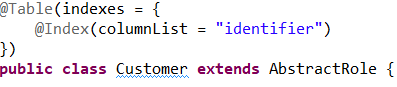 @Table(indexes = {
@Index(columnList = "identifier")
})
public class Customer extends AbstractRole {